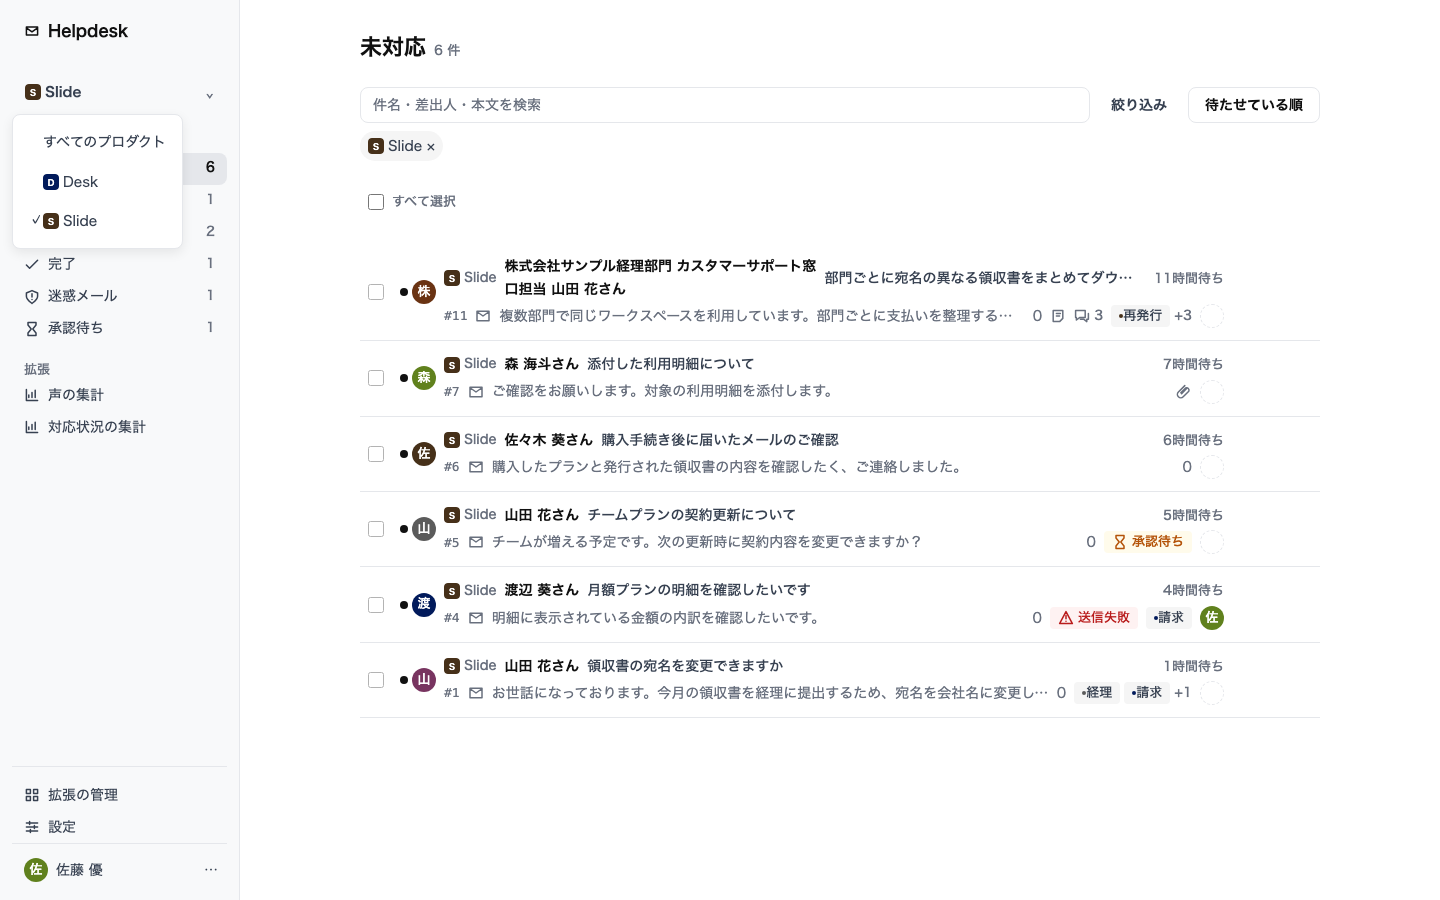 Helpdesk
S Slide
すべてのプロダクト
D Desk
✓ S Slide
6
1
2
完了 1
迷惑メール 1
承認待ち 1
拡張
声の集計
対応状況の集計
拡張の管理
設定
佐 佐藤 優 …
未対応 6 件
件名・差出人・本文を検索
絞り込み
待たせている順
S Slide ×
すべて選択
株 S Slide 株式会社サンプル経理部門 カスタマーサポート窓口担当 山田 花さん 部門ごとに宛名の異なる領収書をまとめてダウ… 11時間待ち
#11 複数部門で同じワークスペースを利用しています。部門ごとに支払いを整理する… 0 3 •再発行 +3
森 S Slide 森 海斗さん 添付した利用明細について 7時間待ち
#7 ご確認をお願いします。対象の利用明細を添付します。
佐 S Slide 佐々木 葵さん 購入手続き後に届いたメールのご確認 6時間待ち
#6 購入したプランと発行された領収書の内容を確認したく、ご連絡しました。 0
山 S Slide 山田 花さん チームプランの契約更新について 5時間待ち
#5 チームが増える予定です。次の更新時に契約内容を変更できますか？ 0 承認待ち
渡 S Slide 渡辺 葵さん 月額プランの明細を確認したいです 4時間待ち
#4 明細に表示されている金額の内訳を確認したいです。 0 送信失敗 •請求 佐
山 S Slide 山田 花さん 領収書の宛名を変更できますか 1時間待ち
#1 お世話になっております。今月の領収書を経理に提出するため、宛名を会社名に変更し… 0 •経理 •請求 +1